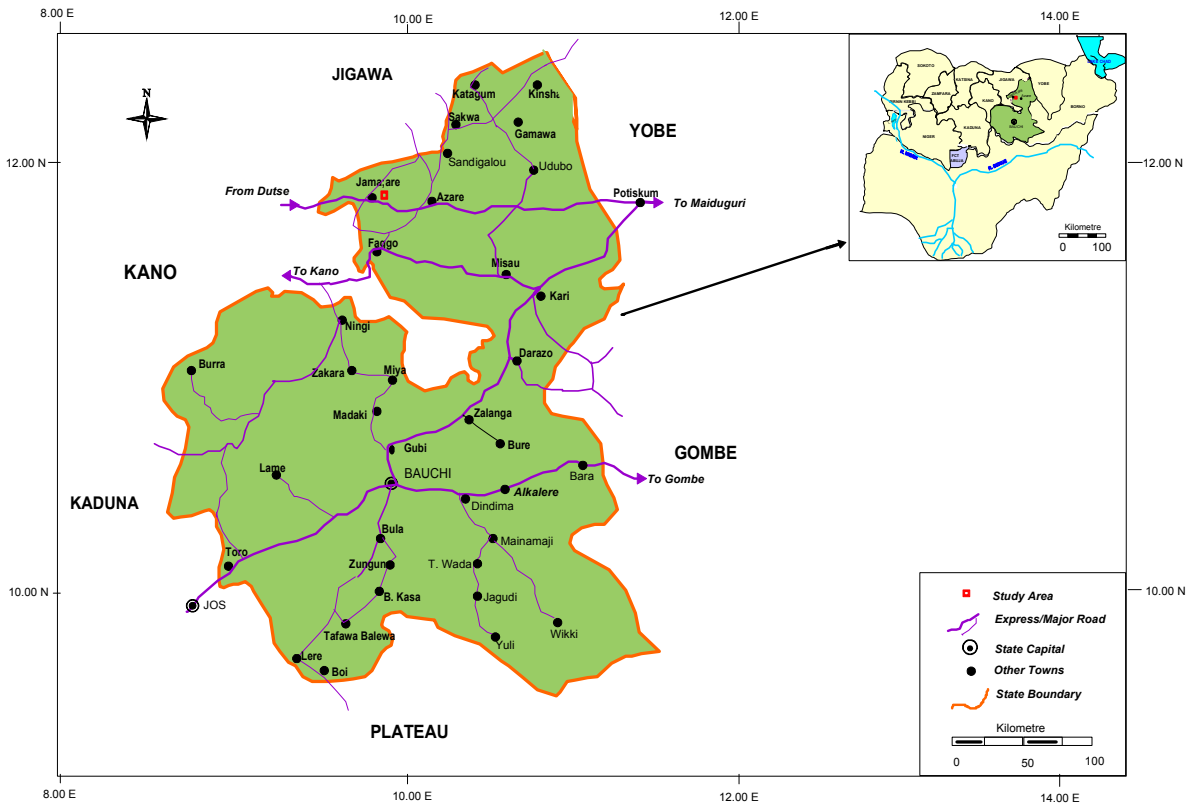 8.00 E
10.00 E
12.00 E
14.00 E
N
JIGAWA
YOBE
KANO
KADUNA
GOMBE
PLATEAU
12.00 N
12.00 N
10.00 N
10.00 N
Katagum
Kinsha
Sakwa
Gamawa
Sandigalou
Udubo
Jama;are
Azare
From Dutse
Potiskum
To Maiduguri
Faggo
To Kano
Misau
Kari
Ningi
Darazo
Burra
Zakara
Miya
Madaki
Zalanga
Gubi
Bure
BAUCHI
Lame
Alkalere
Bara
To Gombe
Dindima
Bula
Mainamaji
Toro
Zungun
T. Wada
JOS
B. Kasa
Jagudi
Tafawa Balewa
Wikki
Yuli
Lere
Boi
SOKOTO
KATSINA
JIGAWA
YOBE
ZAMFARA
KANO
BORNO
BAUCHI
KADUNA
NIGER
FCT
ABUJA
Kilometre
0 100
Study Area
Express/Major Road
State Capital
Other Towns
State Boundary
Kilometre
0 50 100
8.00 E
10.00 E
12.00 E
14.00 E